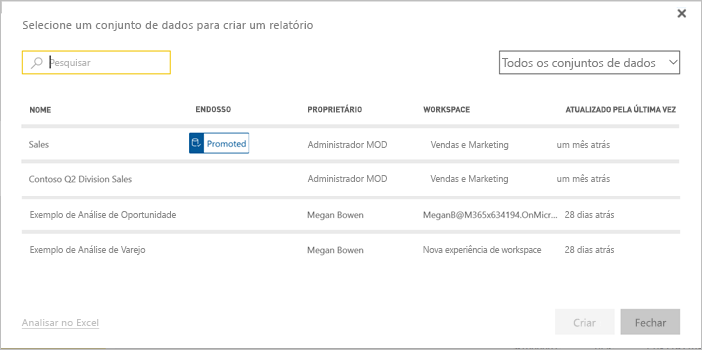 Selecione um conjunto de dados para criar um relatório
Pesquisar Todos os conjuntos de dados
NOME ENDOSSO PROPRIETÁRIO WORKSPACE ATUALIZADO PELA ÚLTIMA VEZ
Sales Promoted Administrador MOD Vendas e Marketing um mês atrás
Contoso Q2 Division Sales Administrador MOD Vendas e Marketing um mês atrás
Exemplo de Análise de Oportunidade Megan Bowen MeganB@M365x634194.OnMicr... 28 dias atrás
Exemplo de Análise de Varejo Megan Bowen Nova experiência de workspace 28 dias atrás
Analisar no Excel Criar Fechar